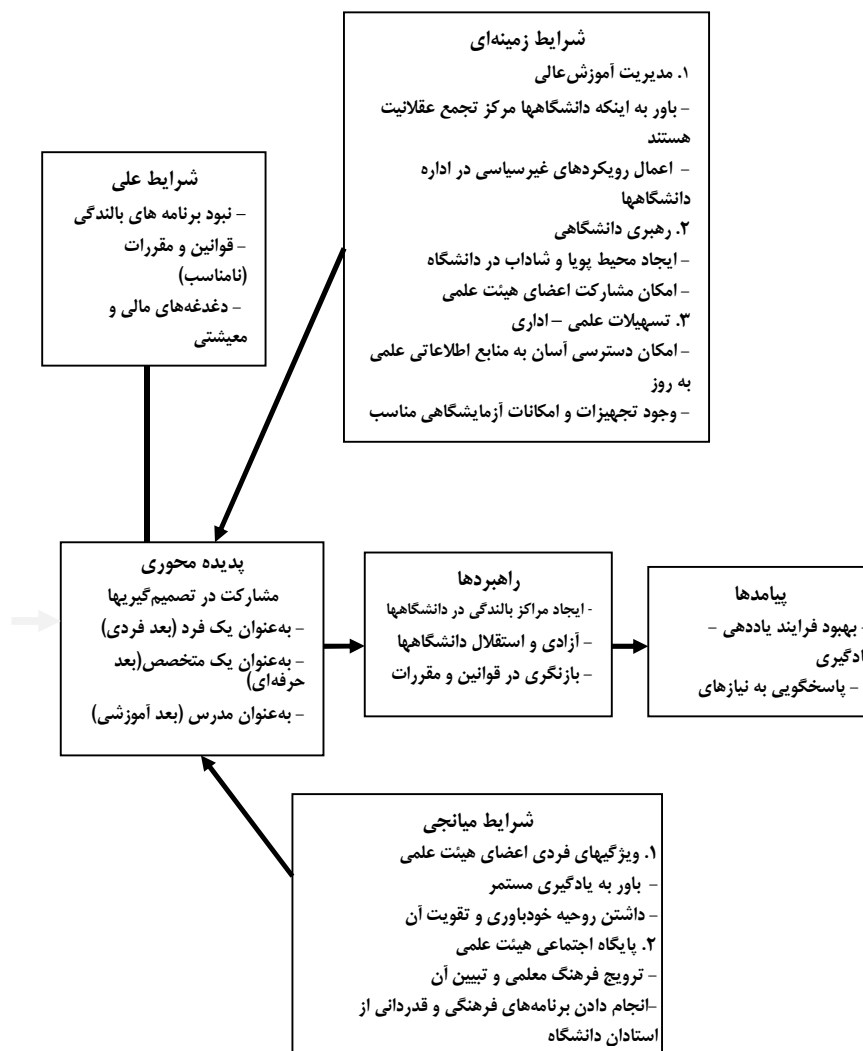 شرایط زمینه‌ای
۱. مدیریت آموزش‌عالی
– باور به اینکه دانشگاهها مرکز تجمع عقلانیت
هستند
– اعمال رویکردهای غیرسیاسی در اداره
دانشگاهها
۲. رهبری دانشگاهی
– ایجاد محیط پویا و شاداب در دانشگاه
– امکان مشارکت اعضای هیئت علمی
۳. تسهیلات علمی – اداری
– امکان دسترسی آسان به منابع اطلاعاتی علمی
به روز
– وجود تجهیزات و امکانات آزمایشگاهی مناسب
شرایط علی
– نبود برنامه های بالندگی
– قوانین و مقررات
(نامناسب)
– دغدغه‌های مالی و
معیشتی
پدیده محوری
مشارکت در تصمیم‌گیریها
– به‌عنوان یک فرد (بعد فردی)
– به‌عنوان یک متخصص(بعد
حرفه‌ای)
– به‌عنوان مدرس (بعد آموزشی)
راهبردها
- ایجاد مراکز بالندگی در دانشگاهها
– آزادی و استقلال دانشگاهها
– بازنگری در قوانین و مقررات
پیامدها
– بهبود فرایند یاددهی –
یادگیری
– پاسخگویی به نیازهای
شرایط میانجی
۱. ویژگیهای فردی اعضای هیئت علمی
– باور به یادگیری مستمر
– داشتن روحیه خودباوری و تقویت آن
۲. پایگاه اجتماعی هیئت علمی
– ترویج فرهنگ معلمی و تبیین آن
–انجام دادن برنامه‌های فرهنگی و قدردانی از
استادان دانشگاه